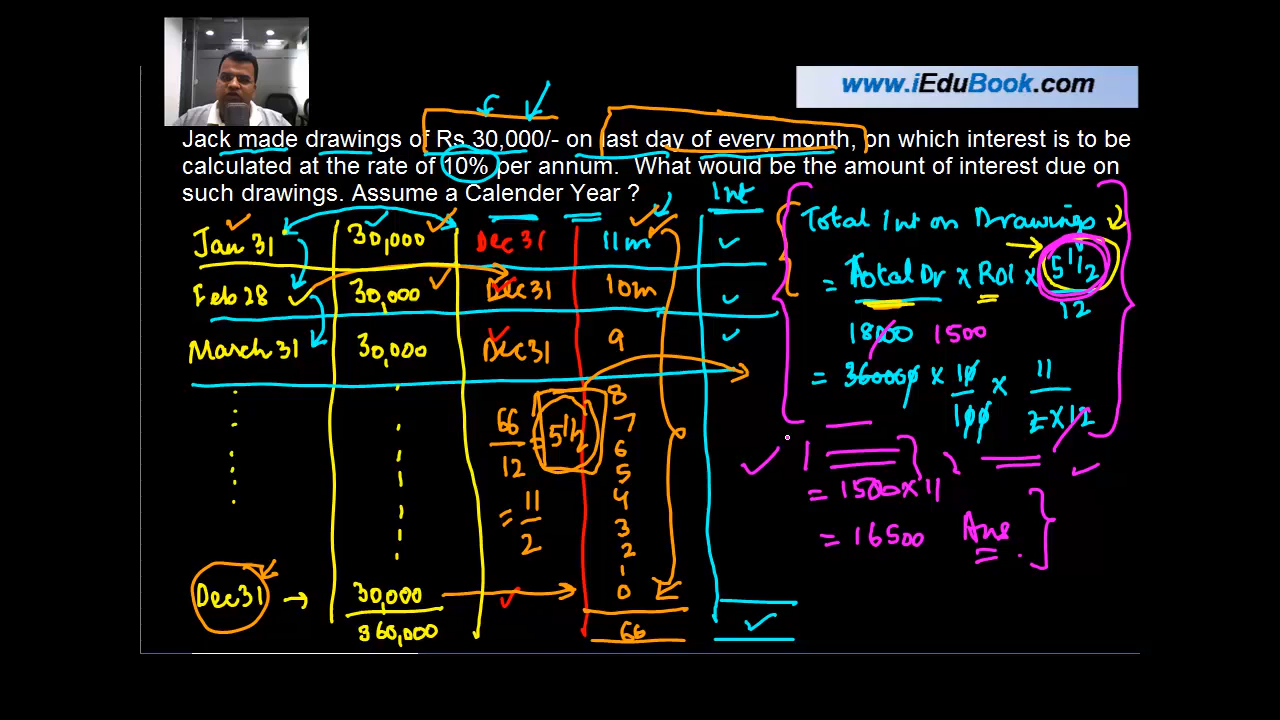 www.iEduBook.com
Jack made drawings of Rs 30,000/- on last day of every month, on which interest is to be
calculated at the rate of 10% per annum. What would be the amount of interest due on
such drawings. Assume a Calender Year ?
Int
Jan 31 30,000 Dec 31 11m
Feb 28 30,000 Dec 31 10m
March 31 30,000 Dec 31 9
8
7
6
5
4
3
2
1
Dec 31 → 30,000 0
360,000 66
66/12 = 5 1/2
= 11/2
Total Int on Drawings
= Total Dr x ROI x 5 1/2 / 12
18000 1500
= 360000 x 10/100 x 11/2x12
= 1500x11
= 16500 Ans